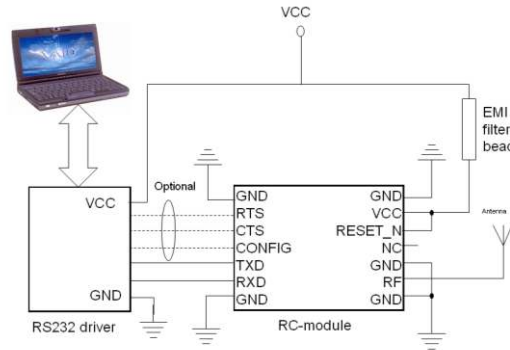 VCC
EMI
filter
bead
Optional
VCC
GND
RS232 driver
GND
RTS
CTS
CONFIG
TXD
RXD
GND
GND
VCC
RESET_N
NC
GND
RF
GND
RC-module
Antenna